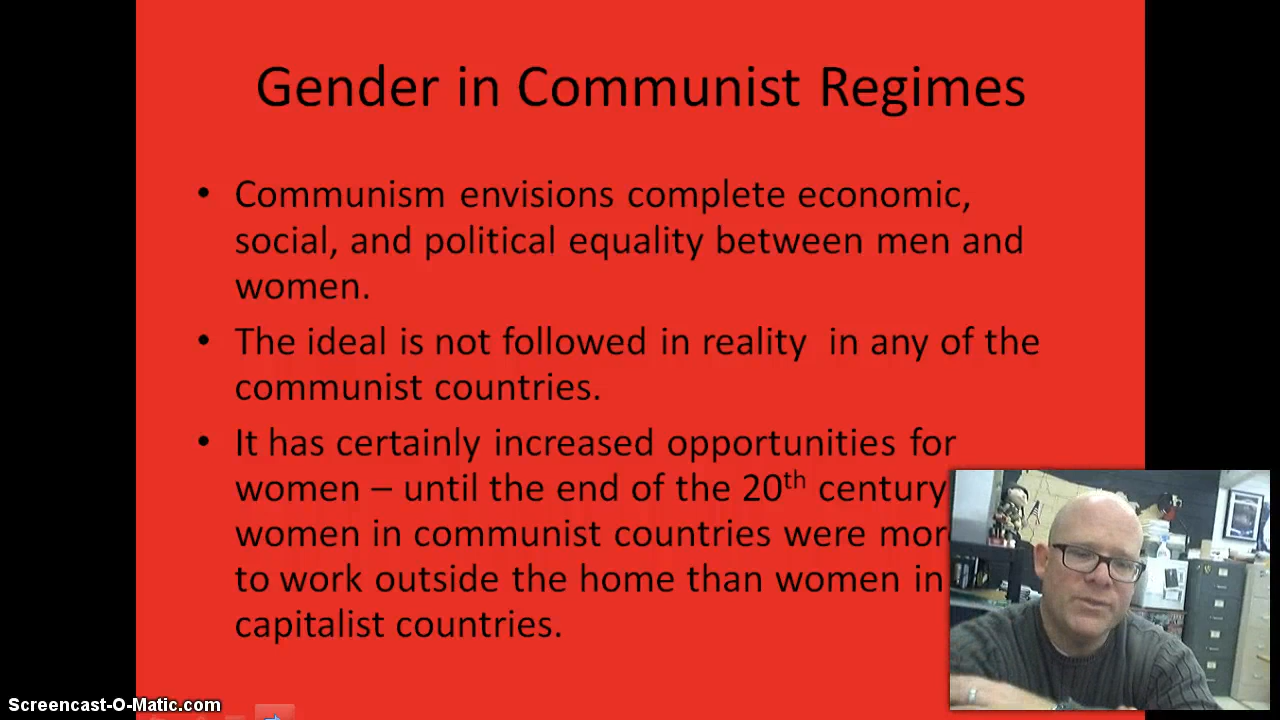 Gender in Communist Regimes
• Communism envisions complete economic,
social, and political equality between men and
women.
• The ideal is not followed in reality in any of the
communist countries.
• It has certainly increased opportunities for
women – until the end of the 20th century
women in communist countries were more
to work outside the home than women in
capitalist countries.
Screencast-O-Matic.com